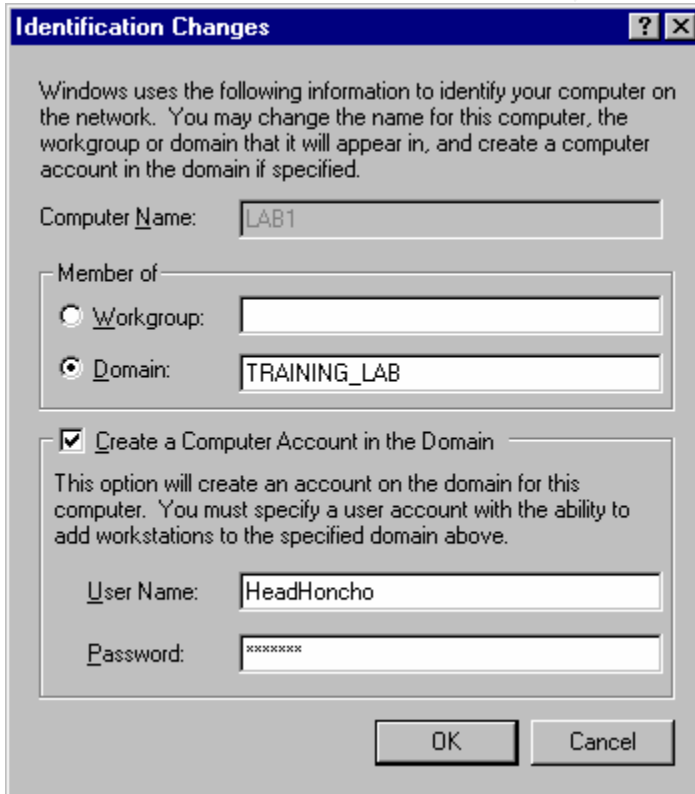 Identification Changes
Windows uses the following information to identify your computer on
the network.  You may change the name for this computer, the
workgroup or domain that it will appear in, and create a computer
account in the domain if specified.
Computer Name: LAB1
Member of
Workgroup:
Domain: TRAINING_LAB
Create a Computer Account in the Domain
This option will create an account on the domain for this
computer.  You must specify a user account with the ability to
add workstations to the specified domain above.
User Name: HeadHoncho
Password: *******
OK Cancel